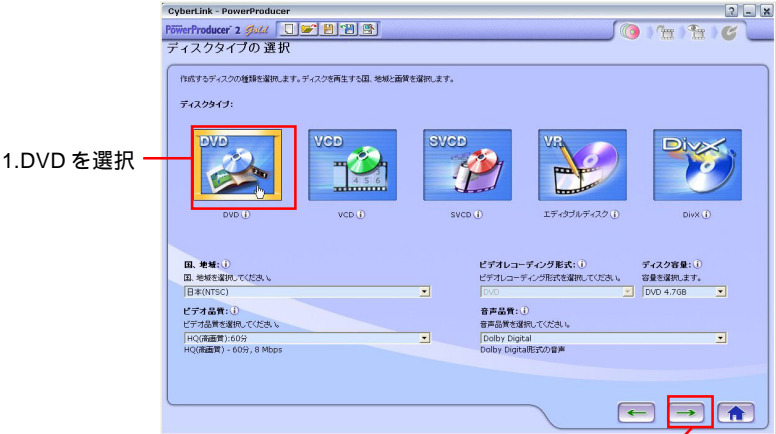 CyberLink - PowerProducer
PowerProducer 2 Gold
ディスクタイプの 選択
作成するディスクの種類を選択します。ディスクを再生する国、地域と画質を選択します。
ディスクタイプ:
1.DVD を選択
DVD VCD SVCD VR DivX
4 5 6
DVD VCD SVCD エディタブルディスク DivX
国、地域:
国、地域を選択してください。
日本(NTSC)
ビデオレコーディング形式:
ビデオレコーディング形式を選択してください。
DVD
ディスク容量:
容量を選択します。
DVD 4.7GB
ビデオ品質:
ビデオ品質を選択してください。
HQ(高画質):60分
HQ(高画質) - 60分, 8 Mbps
音声品質:
音声品質を選択してください。
Dolby Digital
Dolby Digital形式の音声